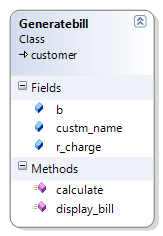 Generatebill
Class
customer
Fields
b
custm_name
r_charge
Methods
calculate
display_bill